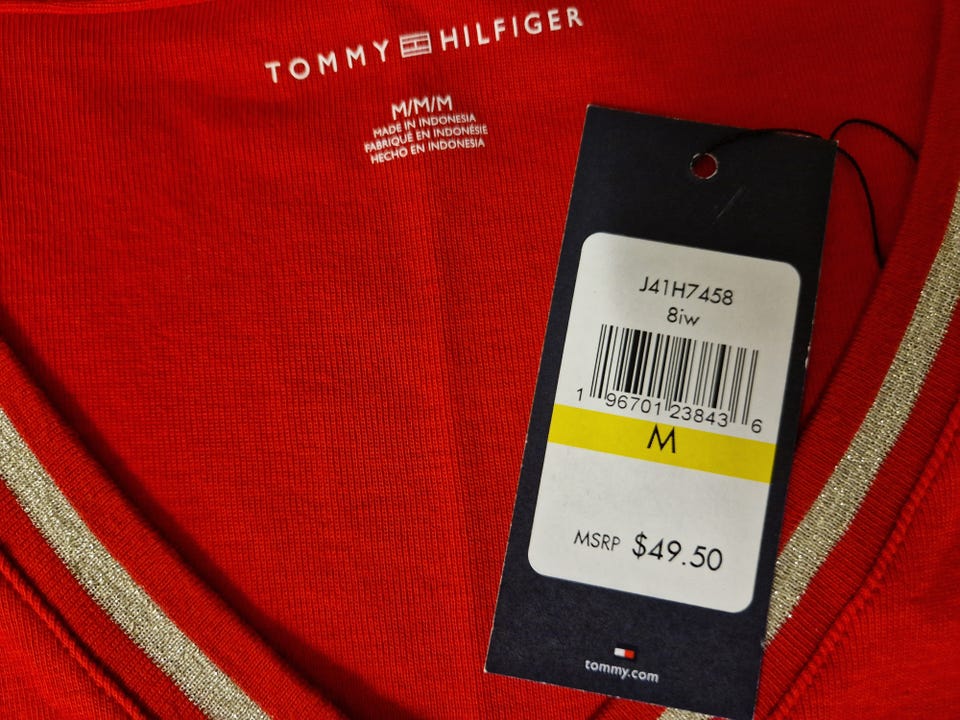 TOMMY HILFIGER
M/M/M
MADE IN INDONESIA
FABRIQUÉ EN INDONÉSIE
HECHO EN INDONESIA
J41H7458
8iw
1 96701 23843 6
M
MSRP $49.50
tommy.com